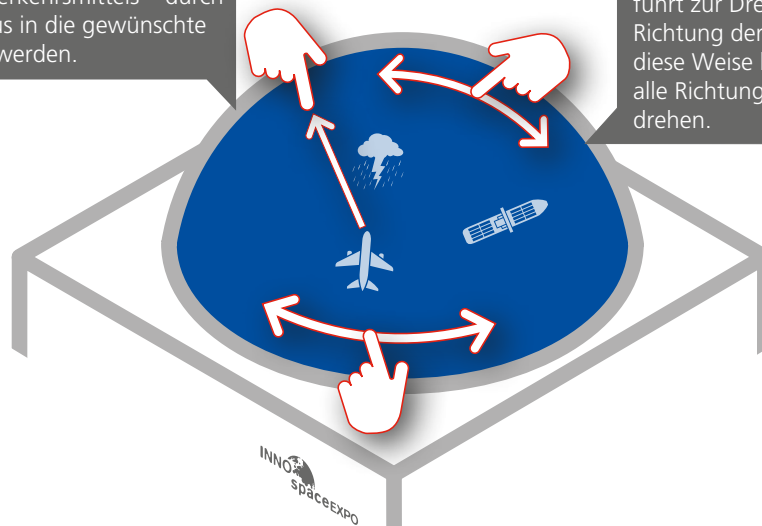 erkehrsmittels durch
us in die gewünschte
werden.
führt zur Dre
Richtung der
diese Weise
alle Richtung
drehen.
INNO
spaceEXPO